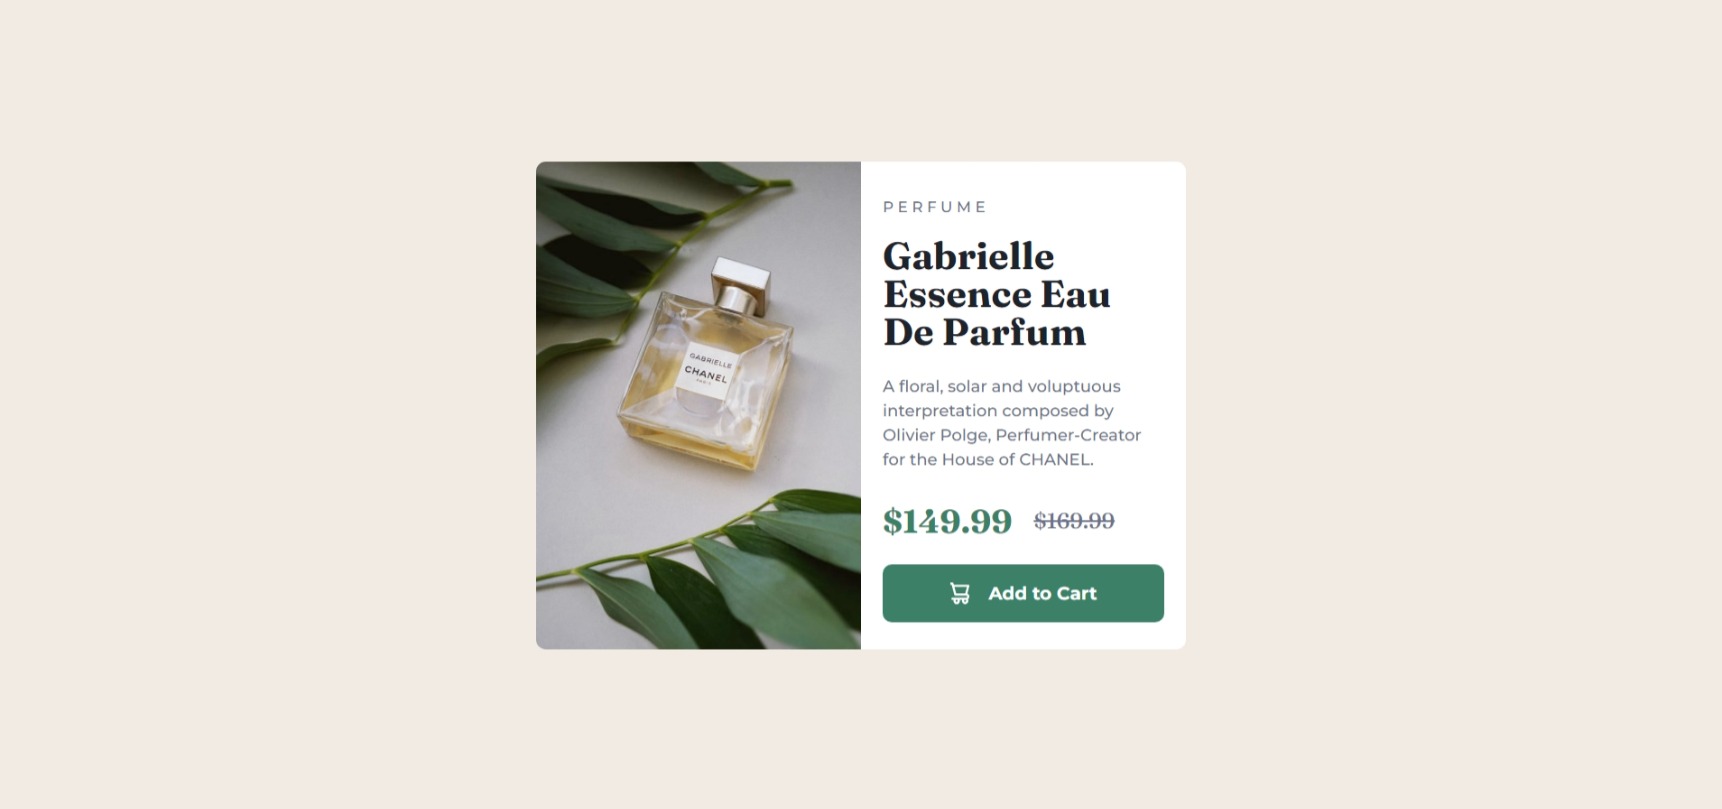 GABRIELLE
CHANEL
PARIS
PERFUME
Gabrielle
Essence Eau
De Parfum
A floral, solar and voluptuous
interpretation composed by
Olivier Polge, Perfumer-Creator
for the House of CHANEL.
$149.99 $169.99
Add to Cart